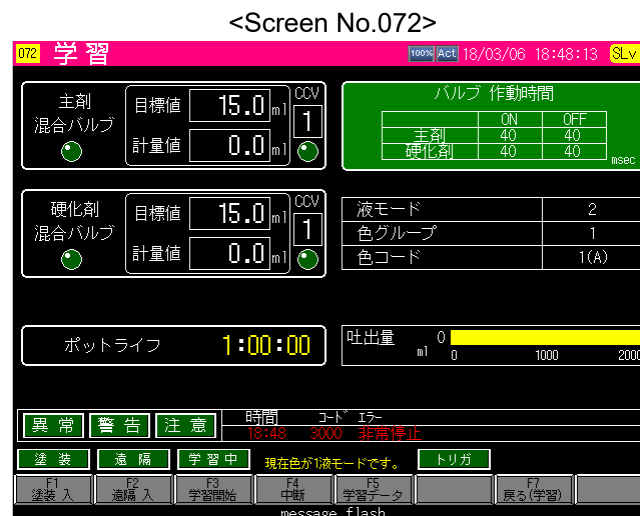 <Screen No.072>
072 学習 100% Act 18/03/06 18:48:13 SLv
主剤
混合バルブ
目標値 15.0 ml
計量値 0.0 ml
CCV
1
バルブ 作動時間
ON OFF
主剤 40 40
硬化剤 40 40
msec
硬化剤
混合バルブ
目標値 15.0 ml
計量値 0.0 ml
CCV
1
液モード 2
色グループ 1
色コード 1(A)
ポットライフ 1:00:00
吐出量 0
ml 0 1000 2000
異常 警告 注意
時間 コード エラー
18:48 3000 非常停止
塗装 遠隔 学習中 現在色が1液モードです。 トリガ
F1 F2 F3 F4 F5 F7
塗装 入 遠隔 入 学習開始 中断 学習データ 戻る(学習)
message flash